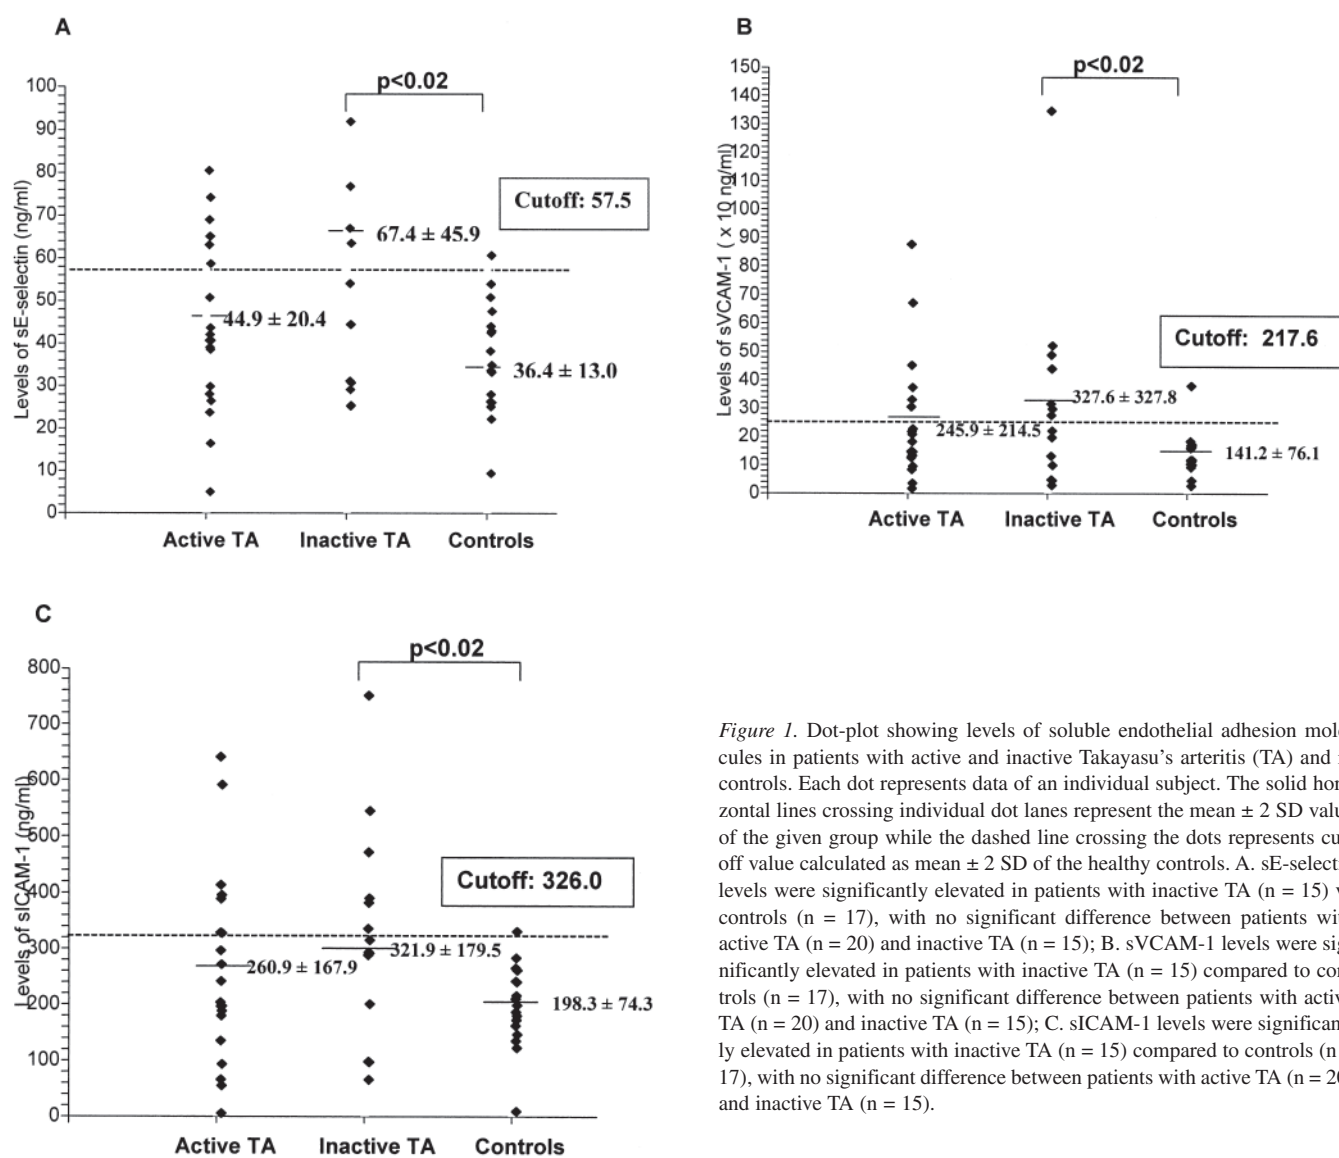 A
p<0.02
100
90
80
70
60
50
40
30
20
10
0
Levels of sE-selectin (ng/ml)
Cutoff: 57.5
67.4 ± 45.9
44.9 ± 20.4
36.4 ± 13.0
Active TA Inactive TA Controls
B
p<0.02
150
140
130
120
110
100
90
80
70
60
50
40
30
20
10
0
Levels of sVCAM-1 ( x 10 ng/ml)
Cutoff: 217.6
327.6 ± 327.8
245.9 ± 214.5
141.2 ± 76.1
Active TA Inactive TA Controls
C
p<0.02
800
700
600
500
400
300
200
100
0
Levels of sICAM-1 (ng/ml)
Cutoff: 326.0
321.9 ± 179.5
260.9 ± 167.9
198.3 ± 74.3
Active TA Inactive TA Controls
Figure 1. Dot-plot showing levels of soluble endothelial adhesion mole
cules in patients with active and inactive Takayasu's arteritis (TA) and
controls. Each dot represents data of an individual subject. The solid hor
zontal lines crossing individual dot lanes represent the mean ± 2 SD valu
of the given group while the dashed line crossing the dots represents cu
off value calculated as mean ± 2 SD of the healthy controls. A. sE-select
levels were significantly elevated in patients with inactive TA (n = 15) v
controls (n = 17), with no significant difference between patients wit
active TA (n = 20) and inactive TA (n = 15); B. sVCAM-1 levels were sig
nificantly elevated in patients with inactive TA (n = 15) compared to con
trols (n = 17), with no significant difference between patients with activ
TA (n = 20) and inactive TA (n = 15); C. sICAM-1 levels were significant
ly elevated in patients with inactive TA (n = 15) compared to controls (n
17), with no significant difference between patients with active TA (n = 20
and inactive TA (n = 15).